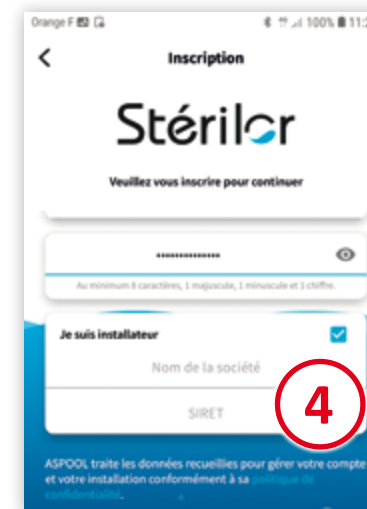 Orange F
100% 11:2
Inscription
Stérilor
Veuillez vous inscrire pour continuer
Au minimum 8 caractères, 1 majuscule, 1 minuscule et 1 chiffre.
Je suis installateur
Nom de la société
SIRET
4
ASPOOL traite les données recueillies pour gérer votre compte
et votre installation conformément à sa politique de
confidentialité.